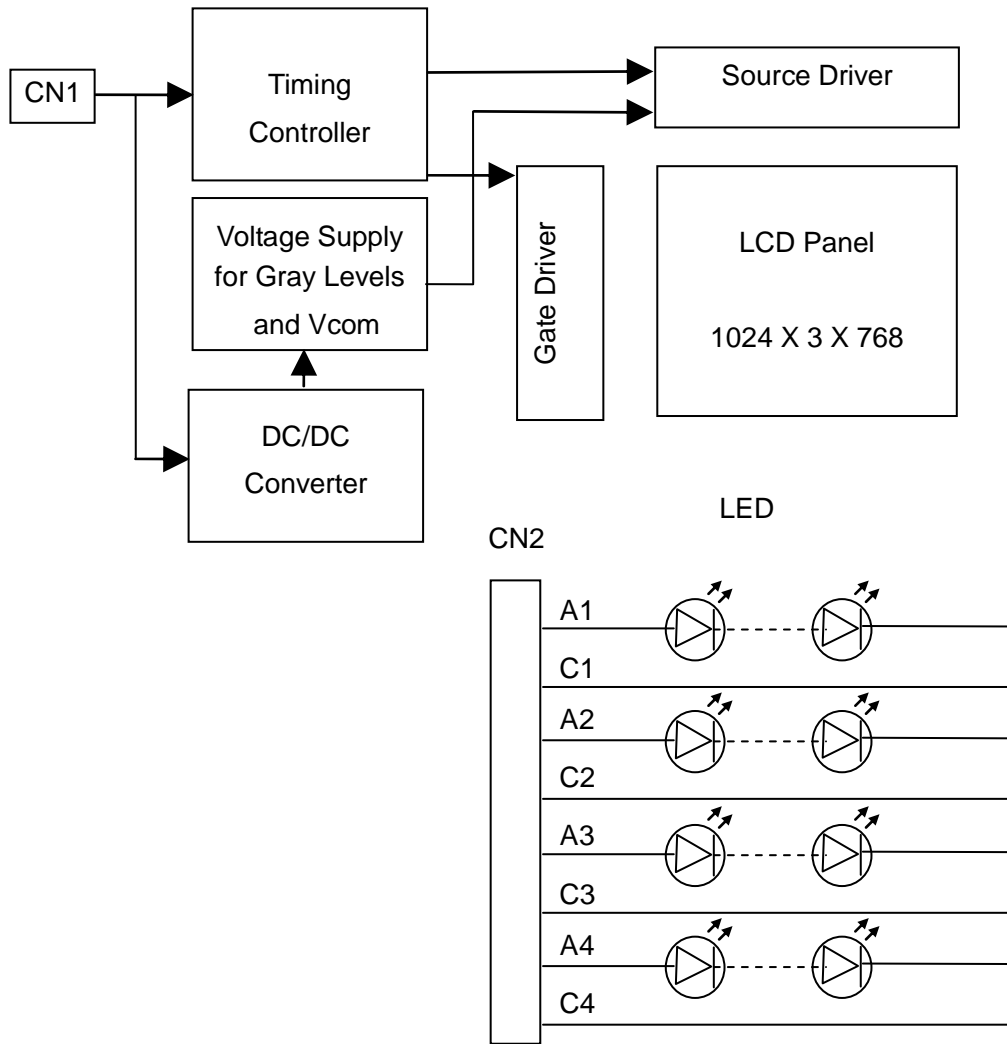 CN1
Timing
Controller
Source Driver
Voltage Supply
for Gray Levels
and Vcom
Gate Driver
LCD Panel
1024 X 3 X 768
DC/DC
Converter
LED
CN2
A1
C1
A2
C2
A3
C3
A4
C4